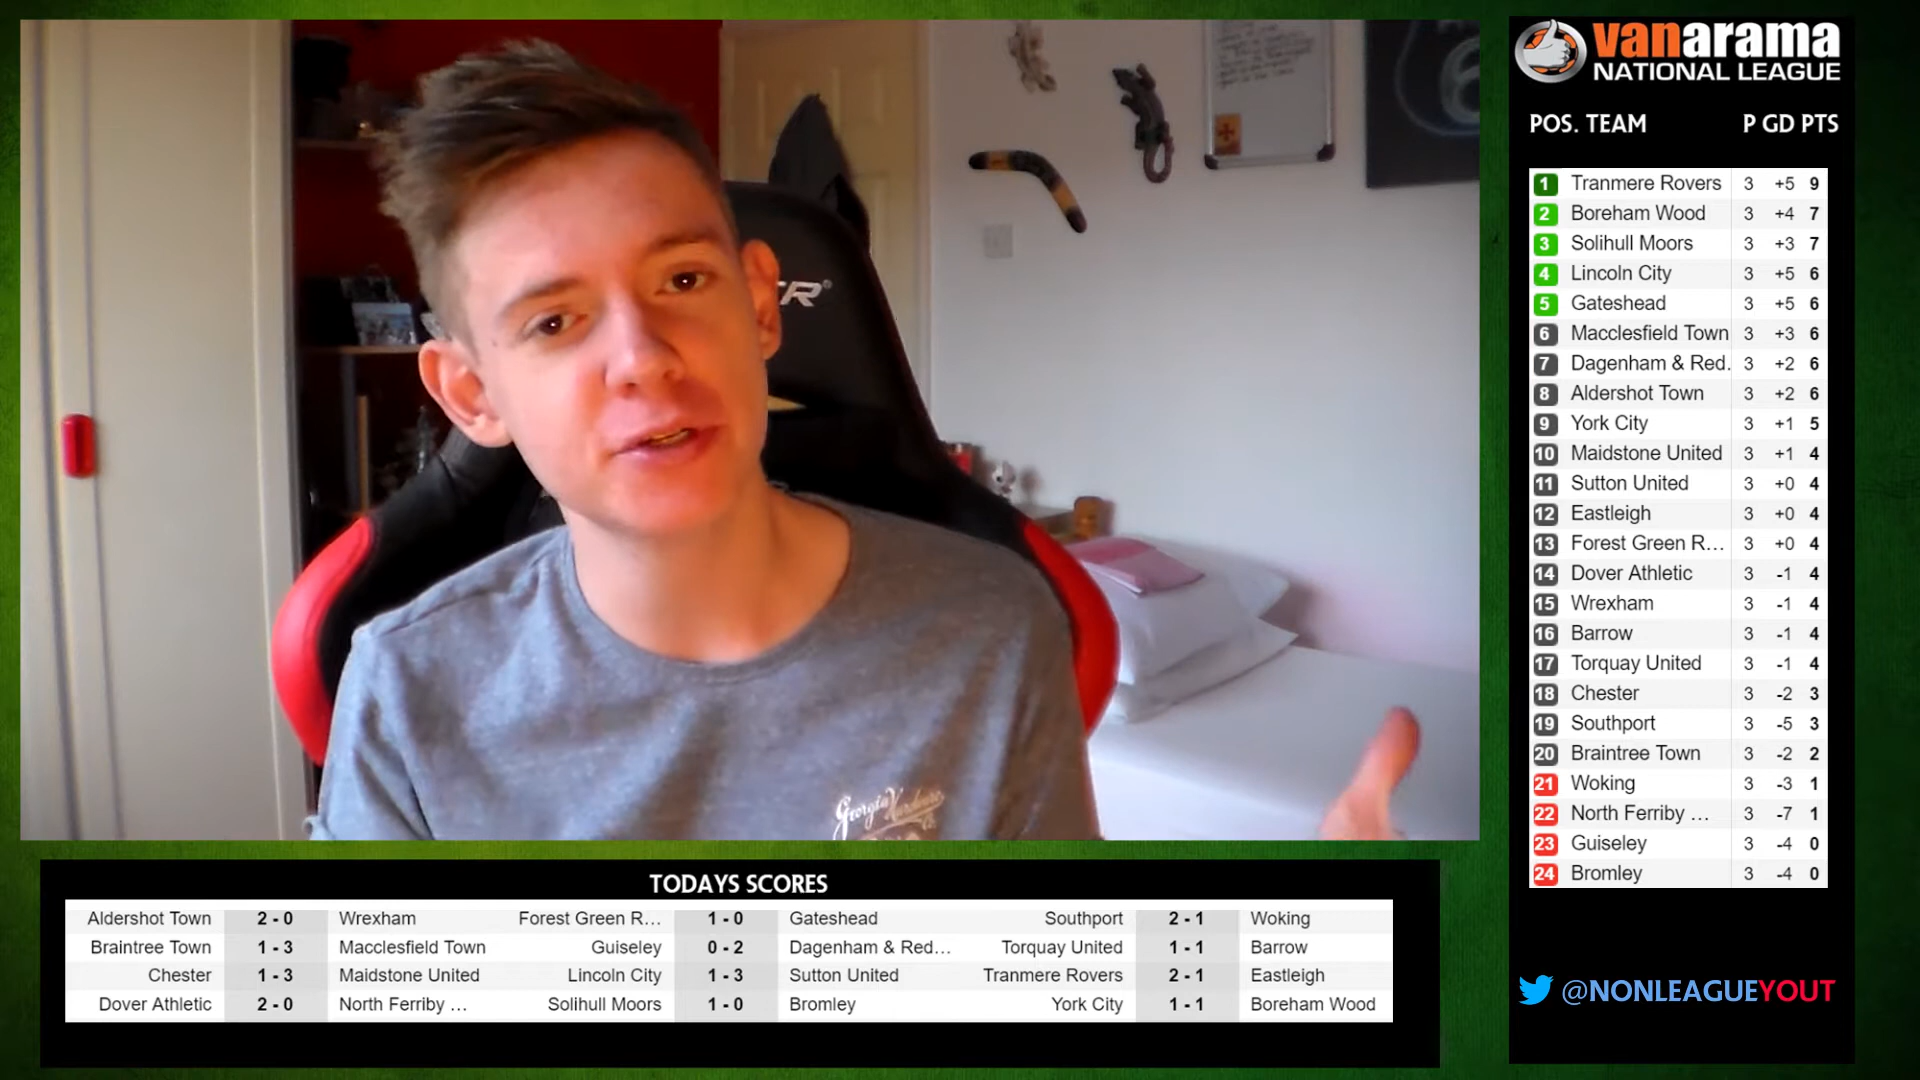 vanarama
NATIONAL LEAGUE
POS. TEAM P GD PTS
1 Tranmere Rovers 3 +5 9
2 Boreham Wood 3 +4 7
3 Solihull Moors 3 +3 7
4 Lincoln City 3 +5 6
5 Gateshead 3 +5 6
6 Macclesfield Town 3 +3 6
7 Dagenham & Red. 3 +2 6
8 Aldershot Town 3 +2 6
9 York City 3 +1 5
10 Maidstone United 3 +1 4
11 Sutton United 3 +0 4
12 Eastleigh 3 +0 4
13 Forest Green R... 3 +0 4
14 Dover Athletic 3 -1 4
15 Wrexham 3 -1 4
16 Barrow 3 -1 4
17 Torquay United 3 -1 4
18 Chester 3 -2 3
19 Southport 3 -5 3
20 Braintree Town 3 -2 2
21 Woking 3 -3 1
22 North Ferriby ... 3 -7 1
23 Guiseley 3 -4 0
24 Bromley 3 -4 0
@NONLEAGUEYOUT
R®
Georgia
TODAYS SCORES
Aldershot Town 2 - 0 Wrexham Forest Green R... 1 - 0 Gateshead Southport 2 - 1 Woking
Braintree Town 1 - 3 Macclesfield Town Guiseley 0 - 2 Dagenham & Red... Torquay United 1 - 1 Barrow
Chester 1 - 3 Maidstone United Lincoln City 1 - 3 Sutton United Tranmere Rovers 2 - 1 Eastleigh
Dover Athletic 2 - 0 North Ferriby ... Solihull Moors 1 - 0 Bromley York City 1 - 1 Boreham Wood